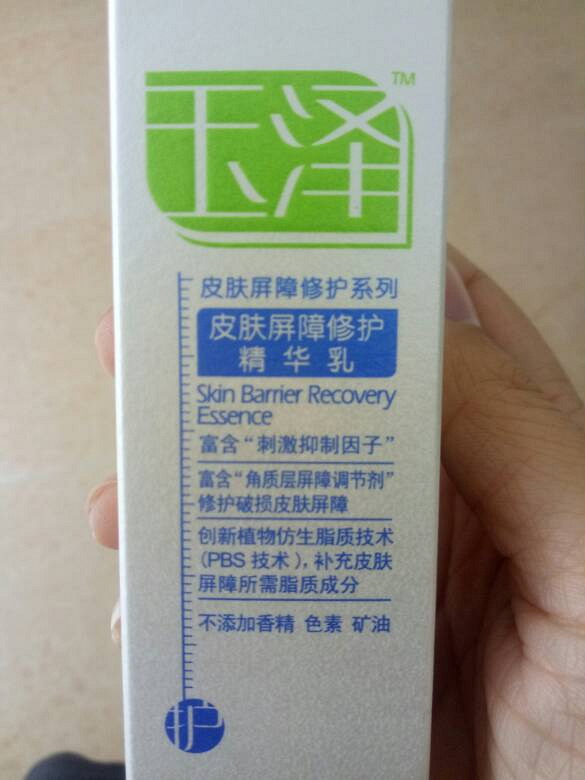 玉泽™
皮肤屏障修护系列
皮肤屏障修护
精华乳
Skin Barrier Recovery
Essence
富含“刺激抑制因子”
富含“角质层屏障调节剂”
修护破损皮肤屏障
创新植物仿生脂质技术
(PBS 技术),补充皮肤
屏障所需脂质成分
不添加香精 色素 矿油
护